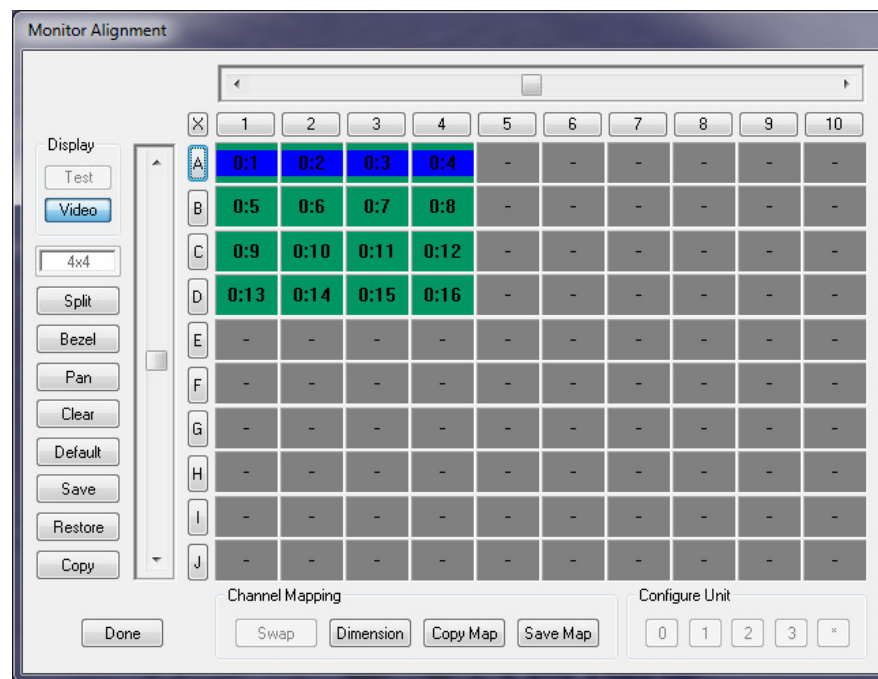 Monitor Alignment
X 1 2 3 4 5 6 7 8 9 10
Display
Test
Video
4x4
Split
Bezel
Pan
Clear
Default
Save
Restore
Copy
Done
A 0:1 0:2 0:3 0:4 - - - - - -
B 0:5 0:6 0:7 0:8 - - - - - -
C 0:9 0:10 0:11 0:12 - - - - - -
D 0:13 0:14 0:15 0:16 - - - - - -
E - - - - - - - - - -
F - - - - - - - - - -
G - - - - - - - - - -
H - - - - - - - - - -
I - - - - - - - - - -
J - - - - - - - - - -
Channel Mapping
Swap Dimension Copy Map Save Map
Configure Unit
0 1 2 3 *